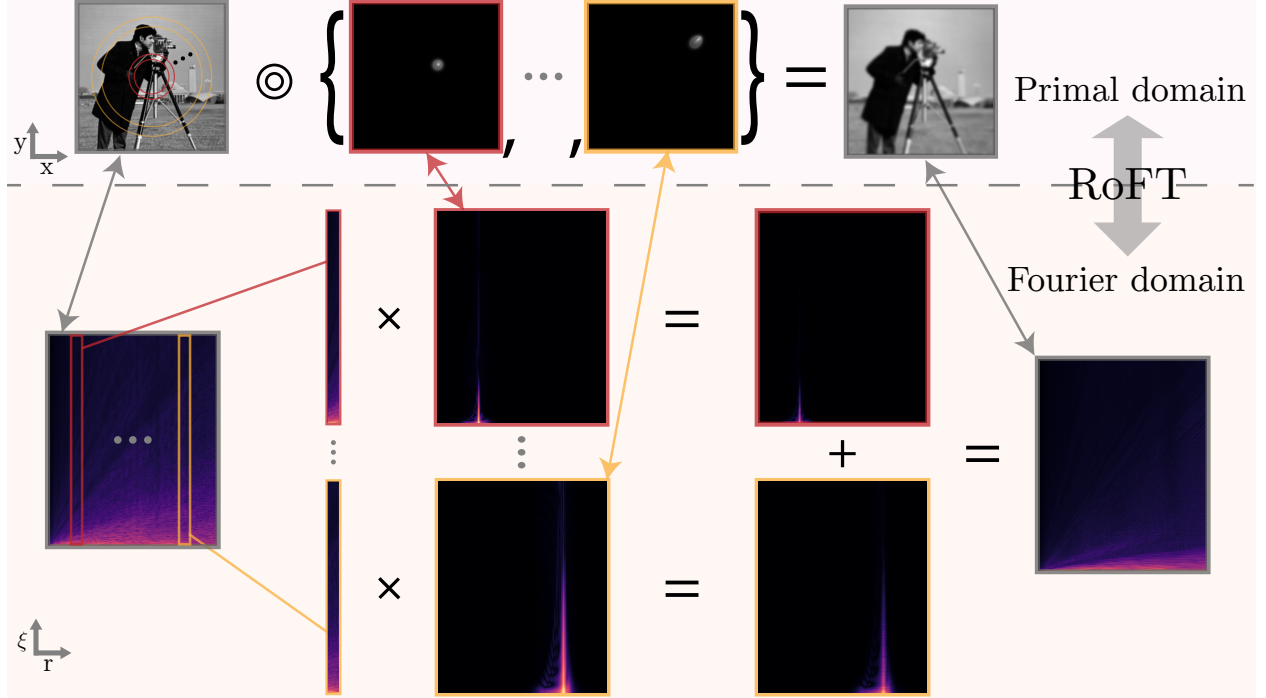 { , , } =
Primal domain
y
x
RoFT
Fourier domain
× =
+ =
× =
ξ
r